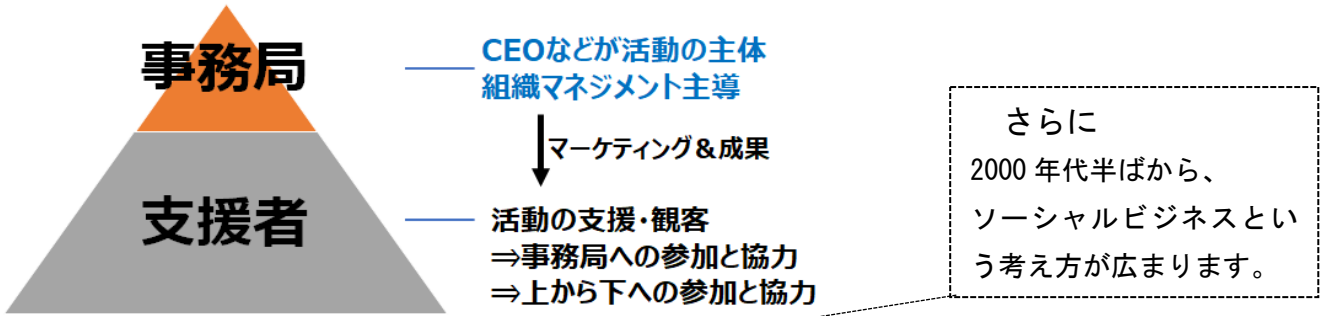 事務局
CEOなどが活動の主体
組織マネジメント主導
マーケティング&成果
支援者
活動の支援・観客
⇒事務局への参加と協力
⇒上から下への参加と協力
さらに
2000 年代半ばから、
ソーシャルビジネスとい
う考え方が広まります。